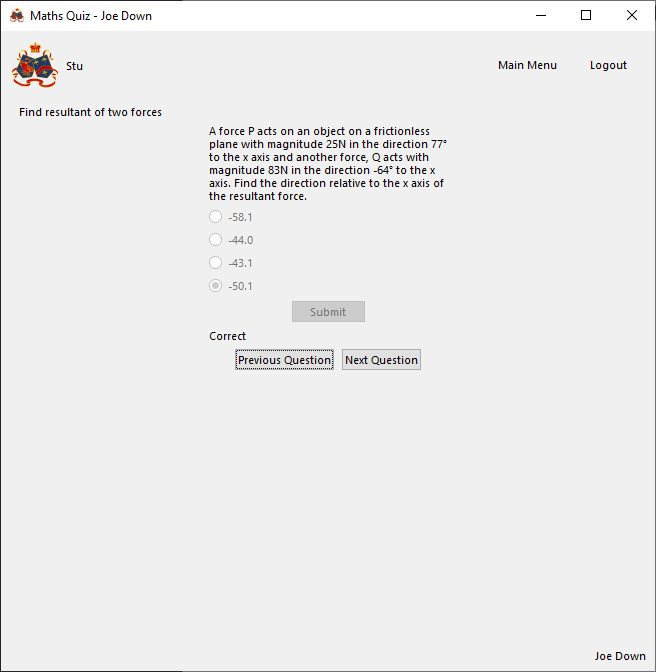 Maths Quiz - Joe Down
Stu
Main Menu
Logout
Find resultant of two forces
A force P acts on an object on a frictionless
plane with magnitude 25N in the direction 77°
to the x axis and another force, Q acts with
magnitude 83N in the direction -64° to the x
axis. Find the direction relative to the x axis of
the resultant force.
-58.1
-44.0
-43.1
-50.1
Submit
Correct
Previous Question
Next Question
Joe Down